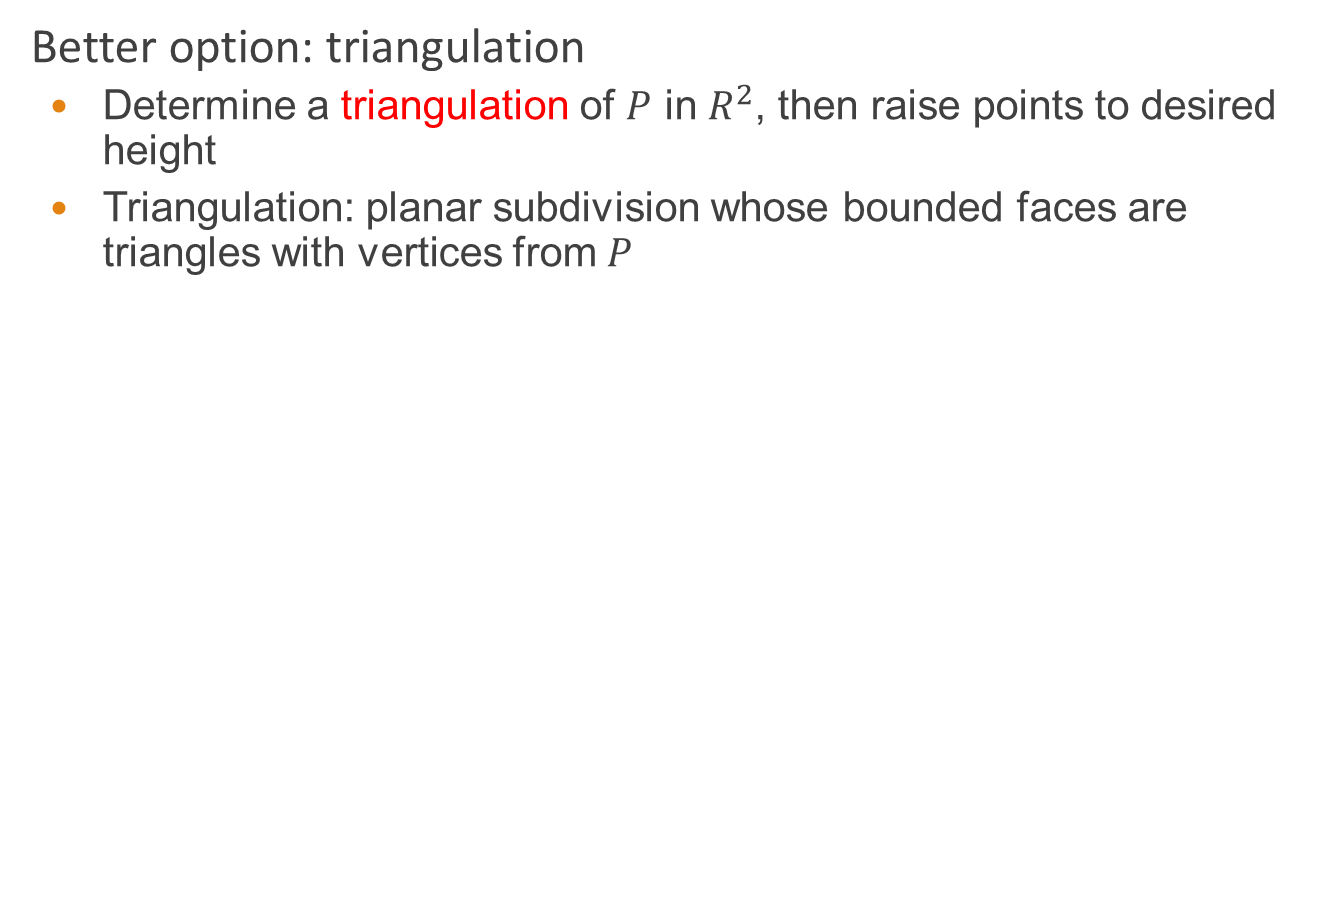 Better option: triangulation
• Determine a triangulation of P in R², then raise points to desired
height
• Triangulation: planar subdivision whose bounded faces are
triangles with vertices from P